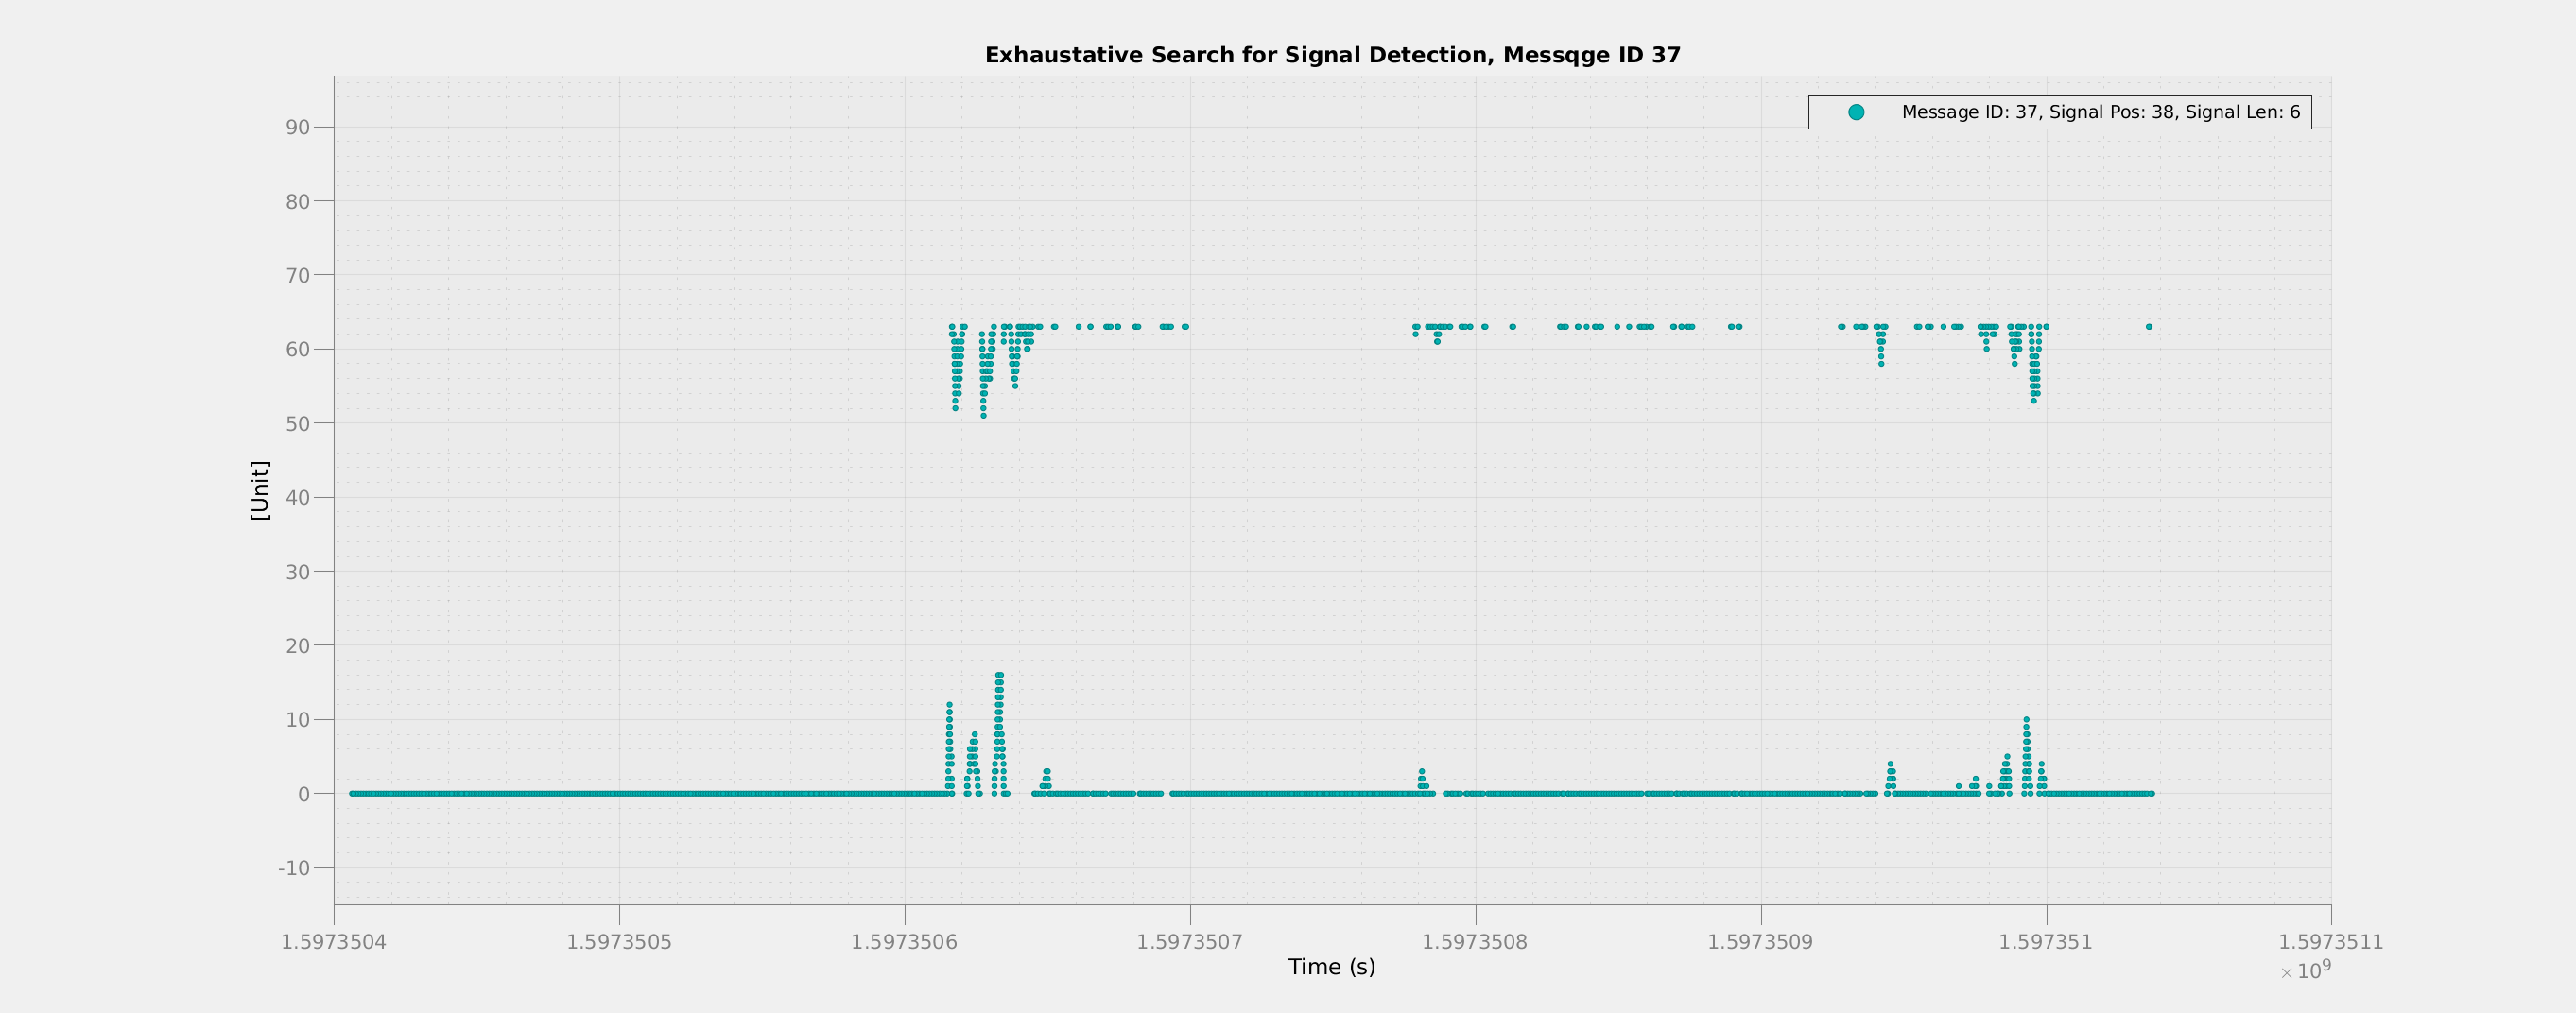 Exhaustative Search for Signal Detection, Messqge ID 37
Message ID: 37, Signal Pos: 38, Signal Len: 6
90
80
70
60
50
40
30
20
10
0
-10
[Unit]
1.5973504 1.5973505 1.5973506 1.5973507 1.5973508 1.5973509 1.597351 1.5973511
Time (s)
× 10⁹